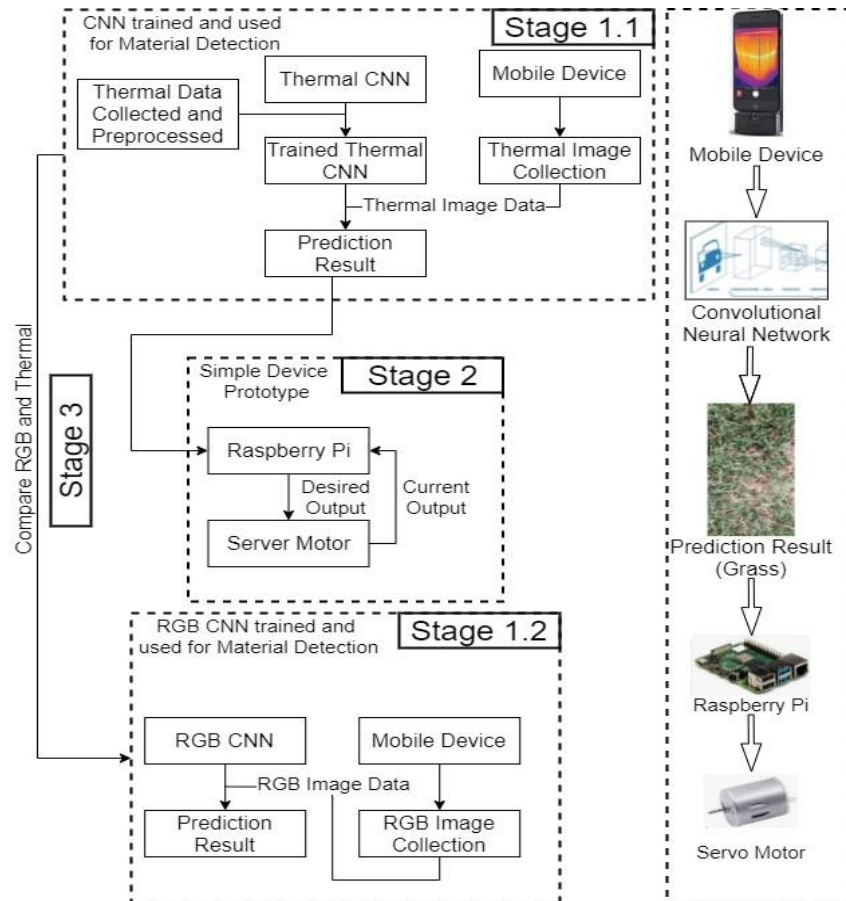 CNN trained and used
for Material Detection
Stage 1.1
Thermal Data
Collected and
Preprocessed
Thermal CNN
Mobile Device
Trained Thermal
CNN
Thermal Image
Collection
Thermal Image Data
Prediction
Result
Compare RGB and Thermal
Stage 3
Simple Device
Prototype
Stage 2
Raspberry Pi
Desired
Output
Current
Output
Server Motor
RGB CNN trained and
used for Material Detection
Stage 1.2
RGB CNN
Mobile Device
RGB Image Data
Prediction
Result
RGB Image
Collection
Mobile Device
Convolutional
Neural Network
Prediction Result
(Grass)
Raspberry Pi
Servo Motor